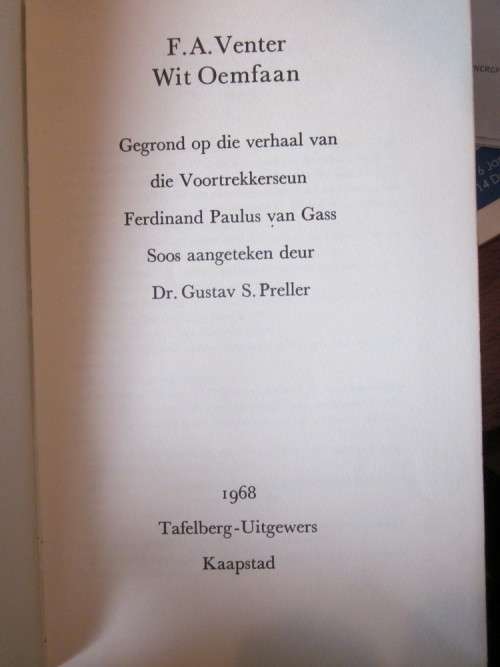 F.A.Venter
Wit Oemfaan
Gegrond op die verhaal van
die Voortrekkerseun
Ferdinand Paulus van Gass
Soos aangeteken deur
Dr. Gustav S. Preller
1968
Tafelberg-Uitgewers
Kaapstad